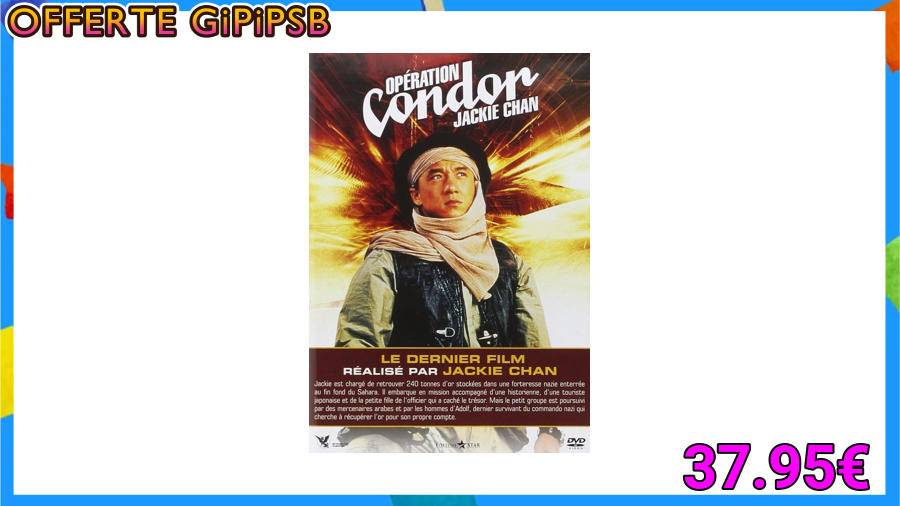 OFFERTE GiPiPSB
OPÉRATION
Condor
JACKIE CHAN
LE DERNIER FILM
RÉALISÉ PAR JACKIE CHAN
Jackie est chargé de retrouver 240 tonnes d'or stockées dans une forteresse nazie enterrée
au fin fond du Sahara. Il embarque en mission accompagné d'une historienne, d'une touriste
japonaise et de la petite fille de l'officier qui a caché le trésor. Mais le petit groupe est poursuivi
par des mercenaires arabes et par les hommes d'Adolf, dernier survivant du commando nazi qui
cherche à récupérer l'or pour son propre compte.
STAR
DVD
VIDEO
37.95€